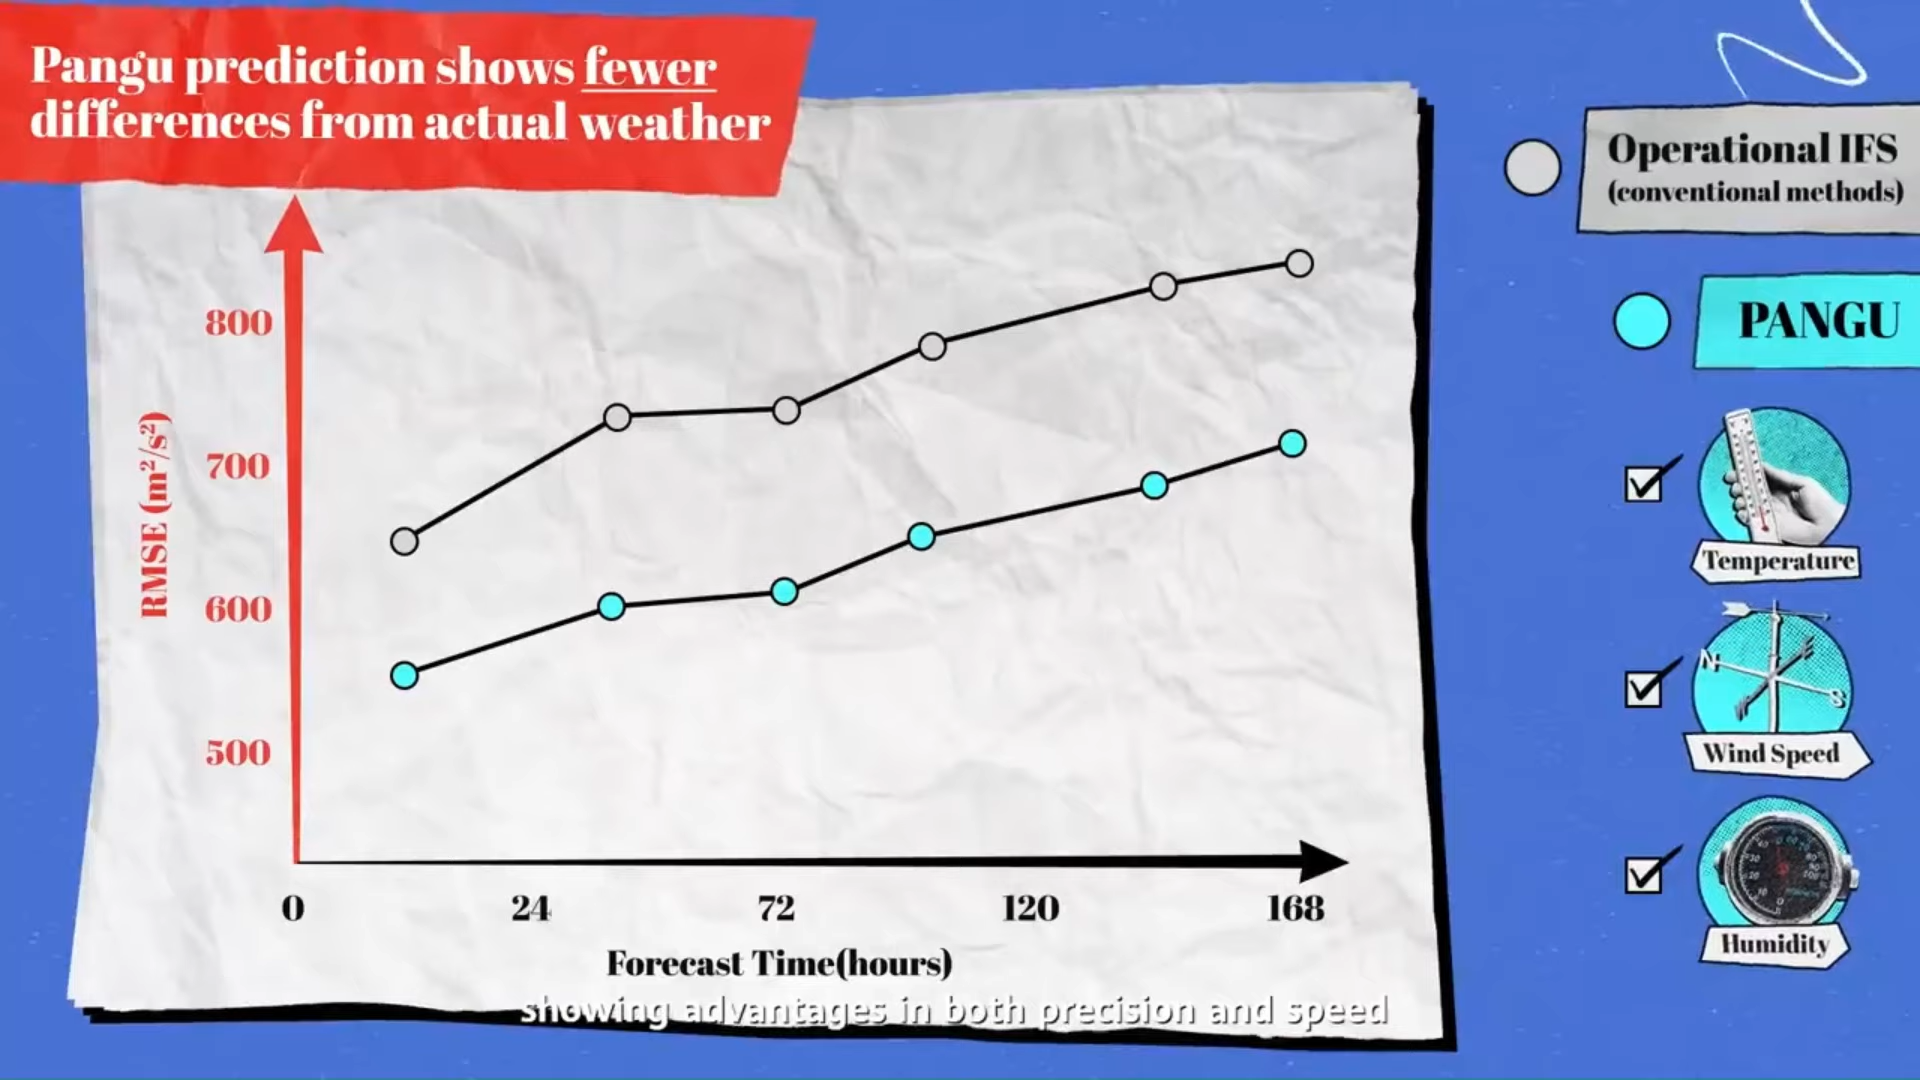 Pangu prediction shows fewer
differences from actual weather
Operational IFS
(conventional methods)
PANGU
800
700
600
500
RMSE (m²/s²)
0 24 72 120 168
Forecast Time(hours)
Temperature
N
S
Wind Speed
Humidity
showing advantages in both precision and speed